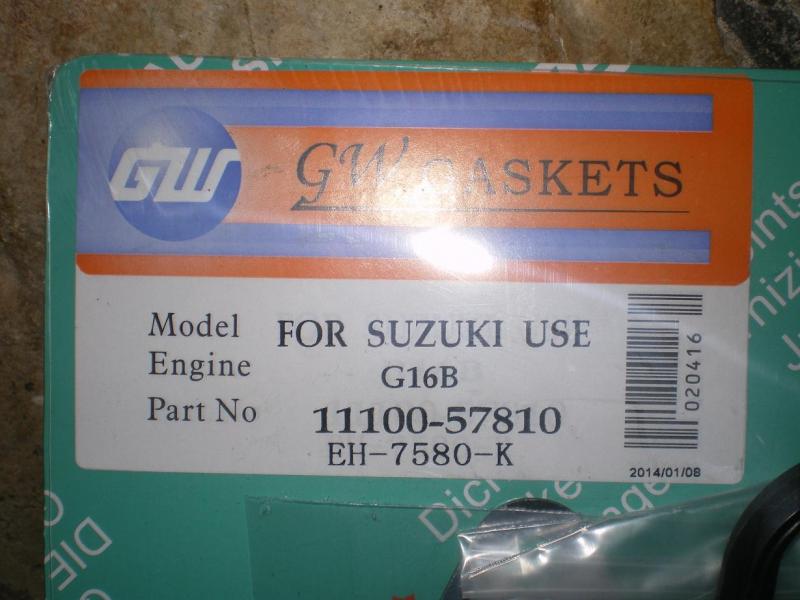 GW
GW GASKETS
Model FOR SUZUKI USE
Engine G16B
Part No 11100-57810
EH-7580-K
020416
2014/01/08
DIE